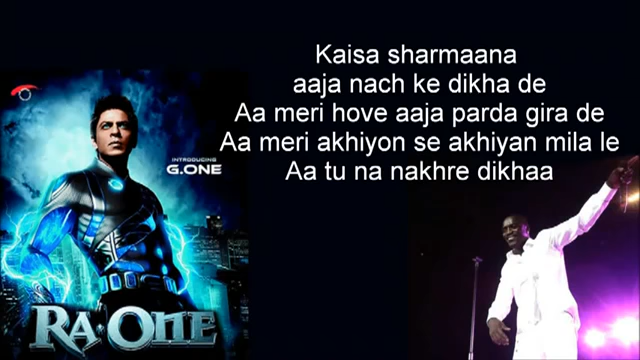 Kaisa sharmaana
aaja nach ke dikha de
Aa meri hove aaja parda gira de
Aa meri akhiyon se akhiyan mila le
Aa tu na nakhre dikhaa
INTRODUCING
G.ONE
RA·ONE